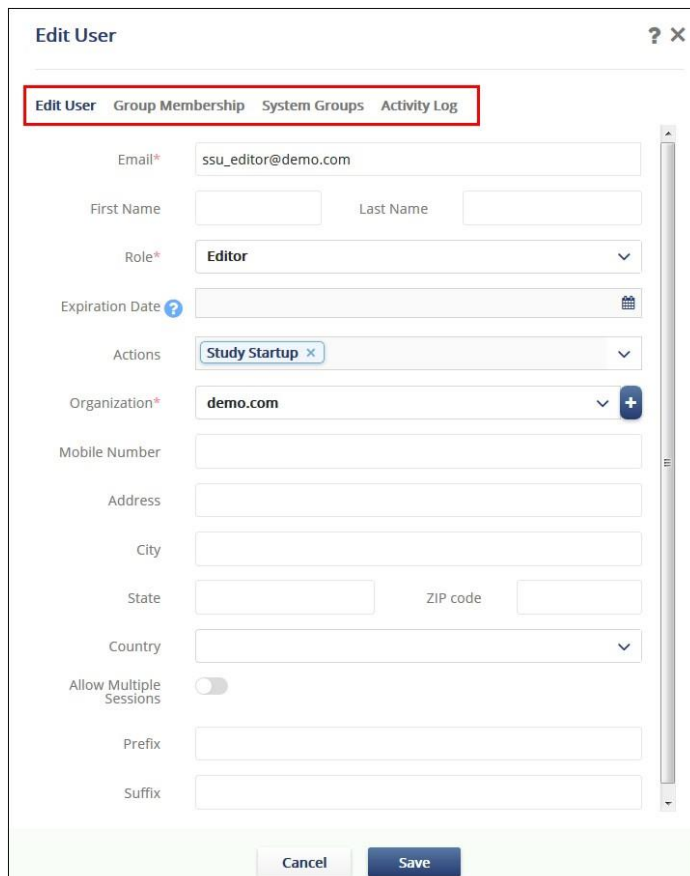 Edit User ? ×
Edit User Group Membership System Groups Activity Log
Email* ssu_editor@demo.com
First Name Last Name
Role* Editor
Expiration Date ?
Actions Study Startup ×
Organization* demo.com +
Mobile Number
Address
City
State ZIP code
Country
Allow Multiple
Sessions
Prefix
Suffix
Cancel Save